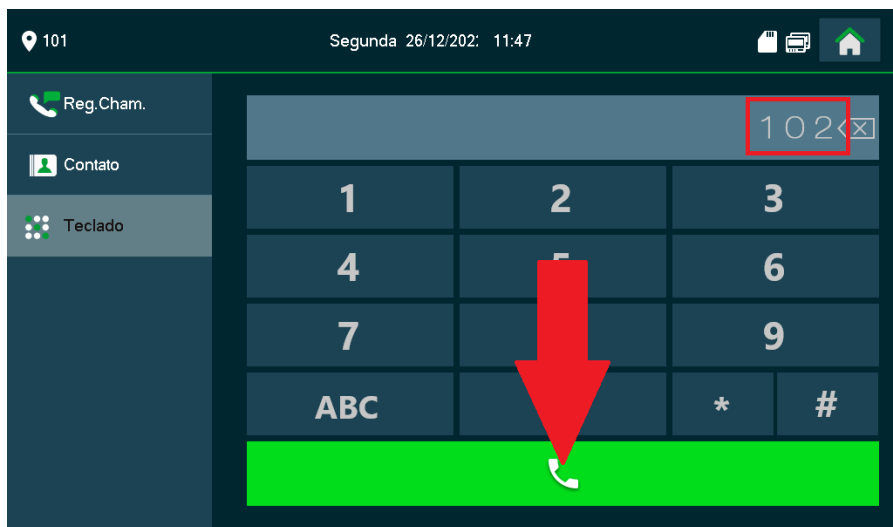 101
Segunda 26/12/202: 11:47
Reg.Cham.
Contato
Teclado
102
1 2 3
4 6
7 9
ABC * #